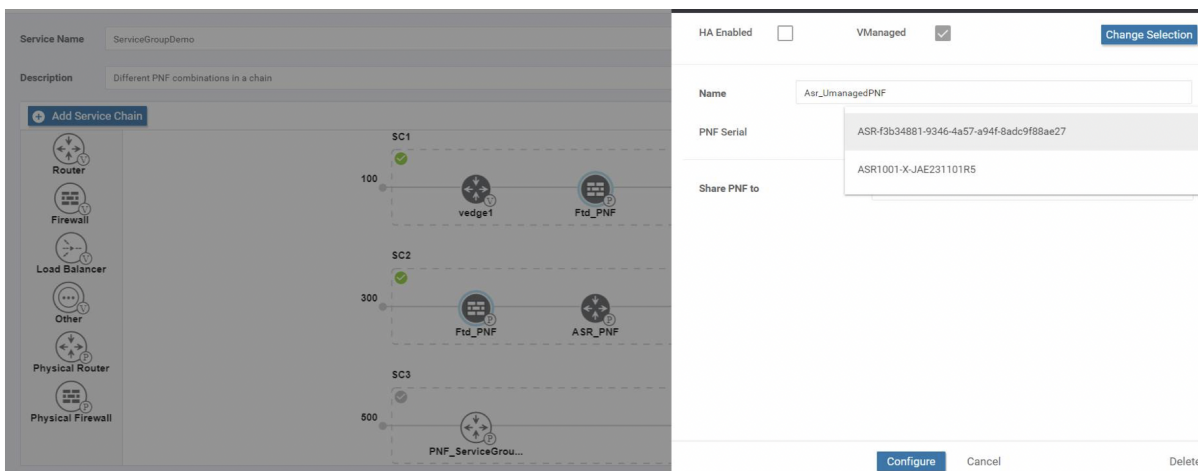 Service Name
ServiceGroupDemo
Description
Different PNF combinations in a chain
Add Service Chain
Router
V
Firewall
V
Load Balancer
V
Other
V
Physical Router
P
Physical Firewall
P
SC1
100
vedge1
V
Ftd_PNF
P
SC2
300
Ftd_PNF
P
ASR_PNF
P
SC3
500
PNF_ServiceGrou...
P
HA Enabled
VManaged
Change Selection
Name
Asr_UmanagedPNF
PNF Serial
ASR-f3b34881-9346-4a57-a94f-8adc9f88ae27
ASR1001-X-JAE231101R5
Share PNF to
Configure
Cancel
Delete